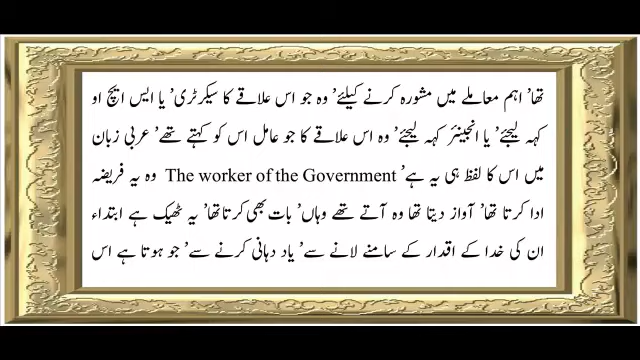 تھا' اہم معاملے میں مشورہ کرنے کیلئے' وہ جو اس علاقے کا سیکرٹری' یا ایس ایچ او
کہہ لیجئے' یا انجینئر کہہ لیجئے' وہ اس علاقے کا جو عامل اس کو کہتے تھے' عربی زبان
میں اس کا لفظ ہی یہ ہے' The worker of the Government وہ یہ فریضہ
ادا کرتا تھا' آواز دیتا تھا وہ آتے تھے وہاں' بات بھی کرتا تھا' یہ ٹھیک ہے ابتداء
ان کی خدا کے اقدار کے سامنے لانے سے' یاد دہانی کرنے سے' جو ہوتا ہے اس